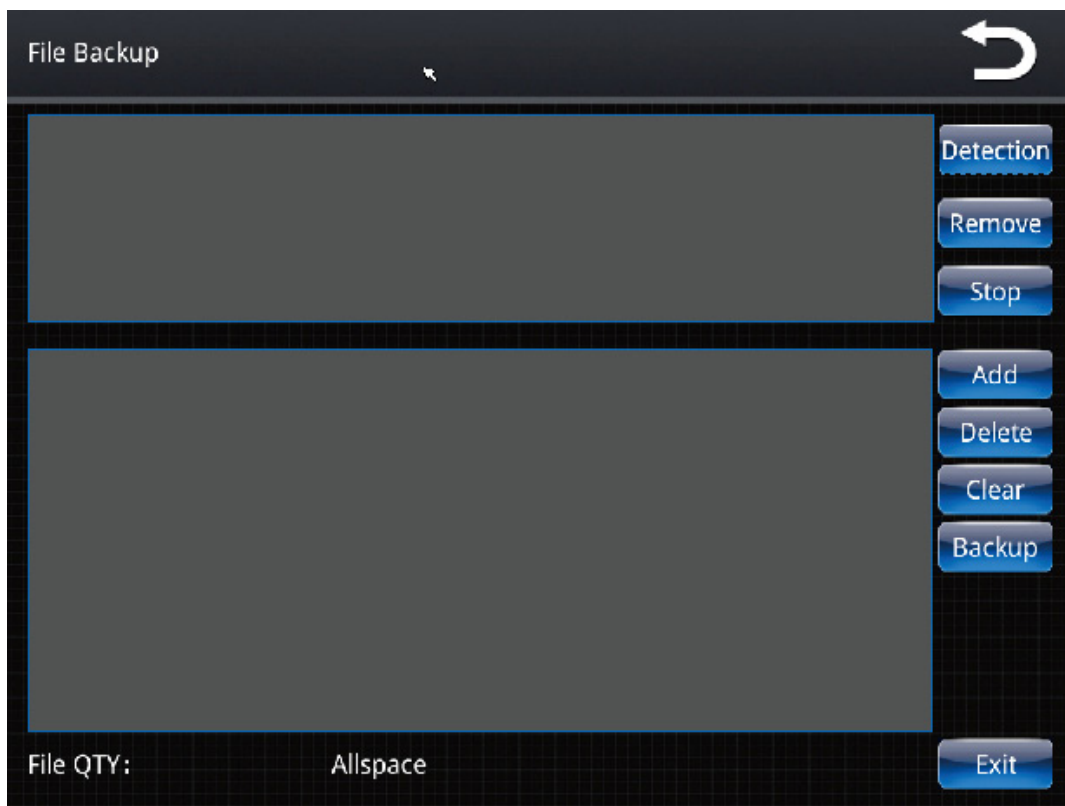 File Backup
Detection
Remove
Stop
Add
Delete
Clear
Backup
File QTY: Allspace
Exit